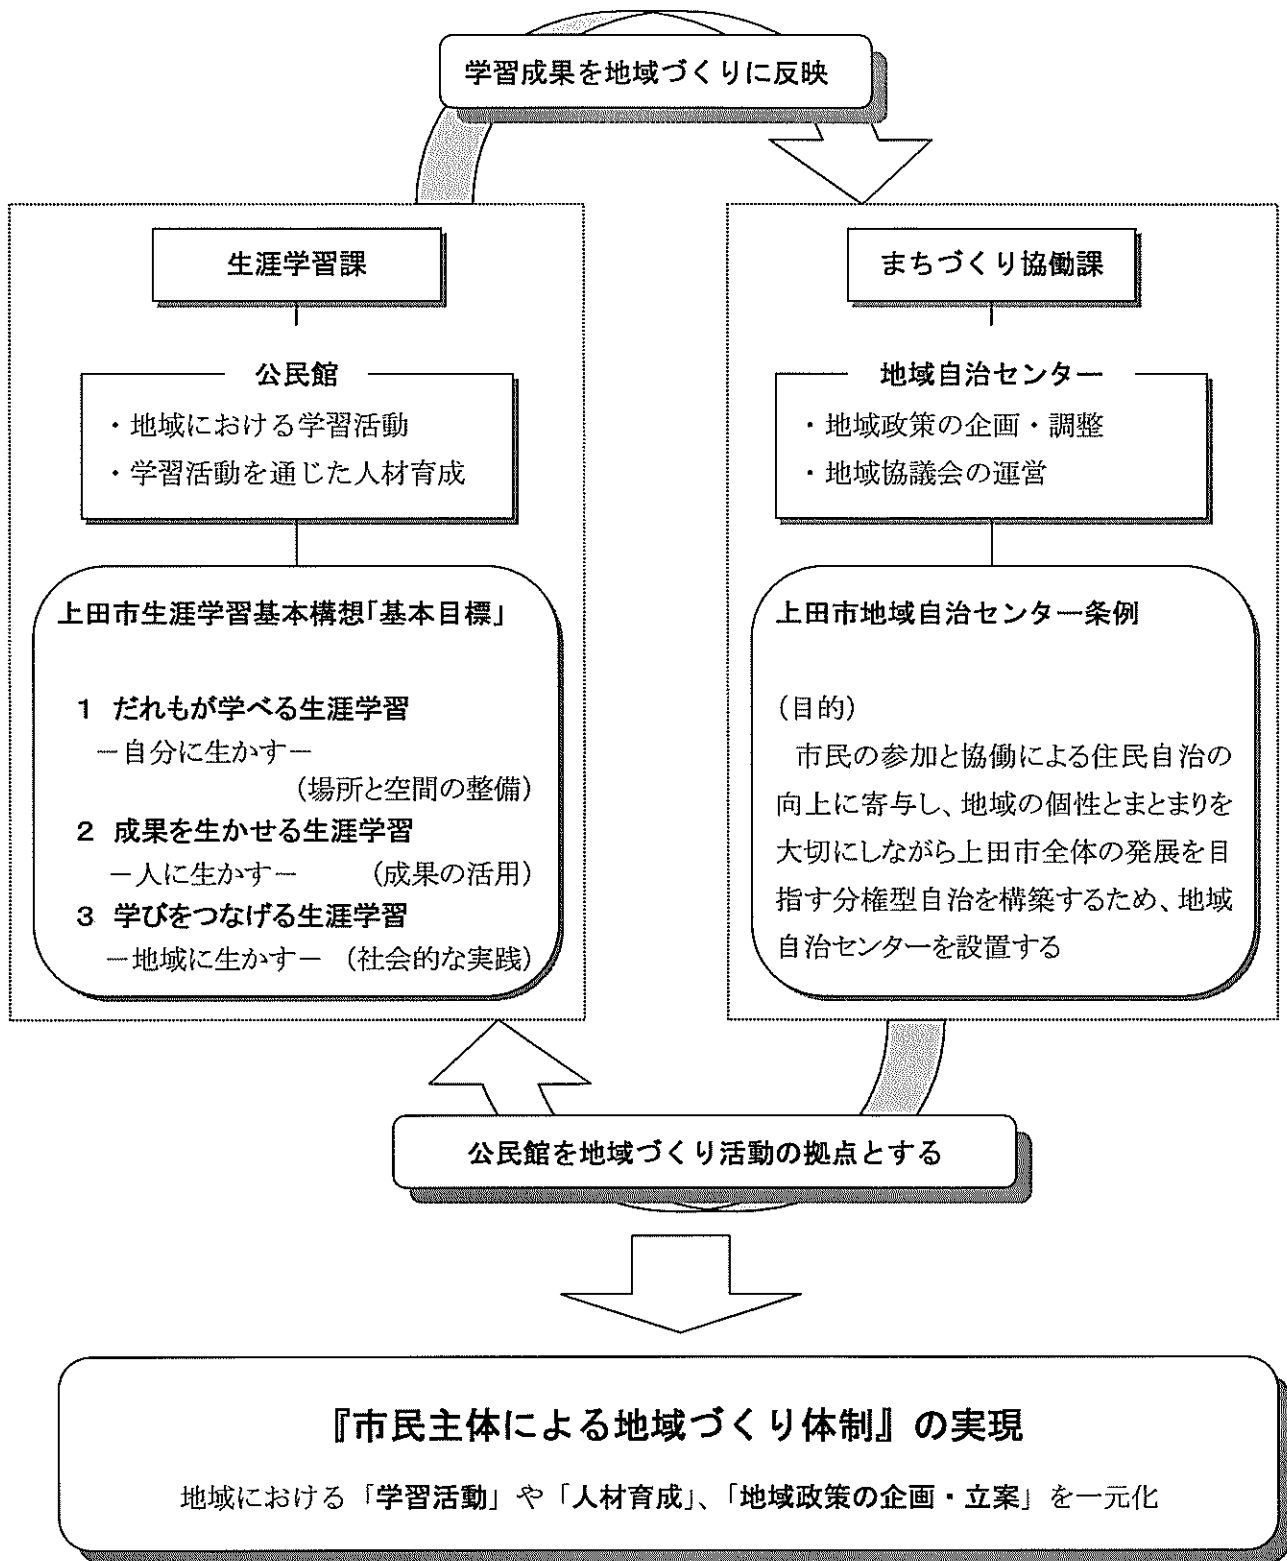 学習成果を地域づくりに反映
生涯学習課
公民館
・地域における学習活動
・学習活動を通じた人材育成
上田市生涯学習基本構想「基本目標」
1 だれもが学べる生涯学習
－自分に生かす－
(場所と空間の整備)
2 成果を生かせる生涯学習
－人に生かす－ (成果の活用)
3 学びをつなげる生涯学習
－地域に生かす－ (社会的な実践)
まちづくり協働課
地域自治センター
・地域政策の企画・調整
・地域協議会の運営
上田市地域自治センター条例
(目的)
市民の参加と協働による住民自治の
向上に寄与し、地域の個性とまとまりを
大切にしながら上田市全体の発展を目
指す分権型自治を構築するため、地域
自治センターを設置する
公民館を地域づくり活動の拠点とする
『市民主体による地域づくり体制』の実現
地域における「学習活動」や「人材育成」、「地域政策の企画・立案」を一元化